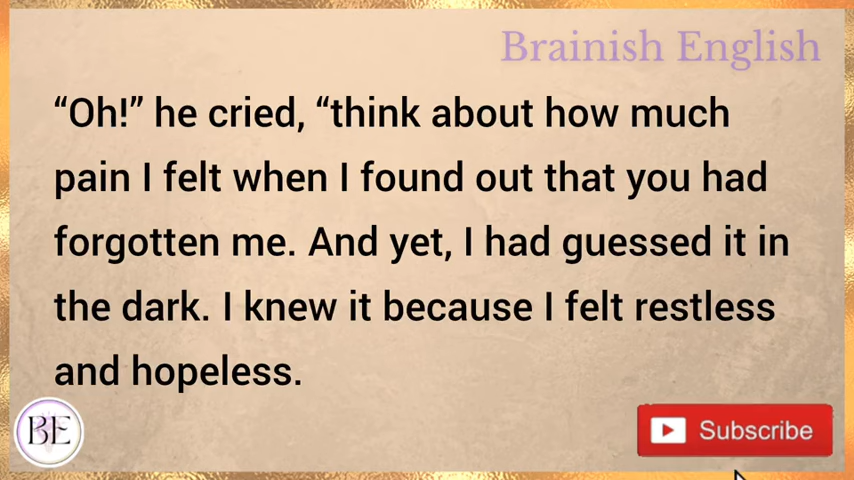 Brainish English
“Oh!” he cried, “think about how much
pain I felt when I found out that you had
forgotten me. And yet, I had guessed it in
the dark. I knew it because I felt restless
and hopeless.
BE
Subscribe